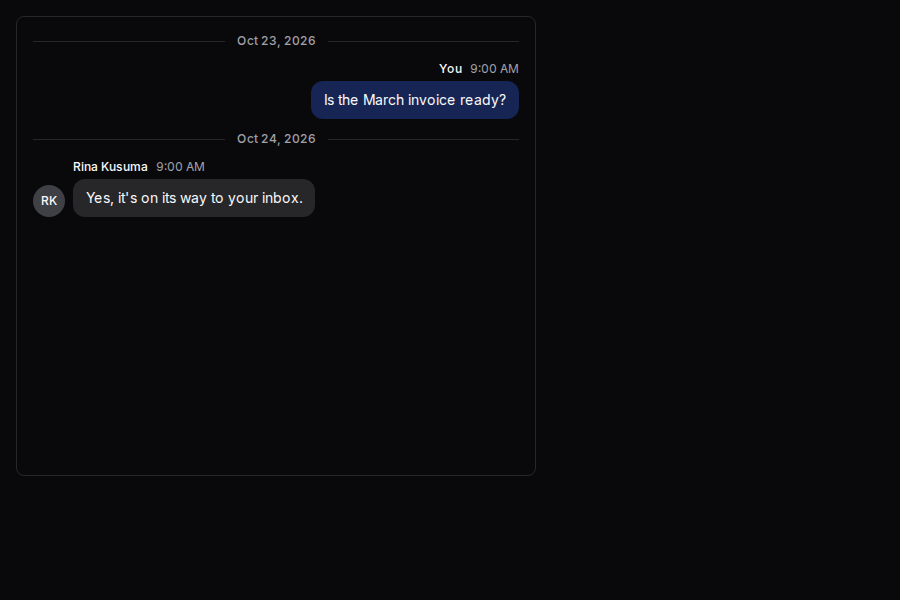 Oct 23, 2026
You 9:00 AM
Is the March invoice ready?
Oct 24, 2026
Rina Kusuma 9:00 AM
RK
Yes, it's on its way to your inbox.